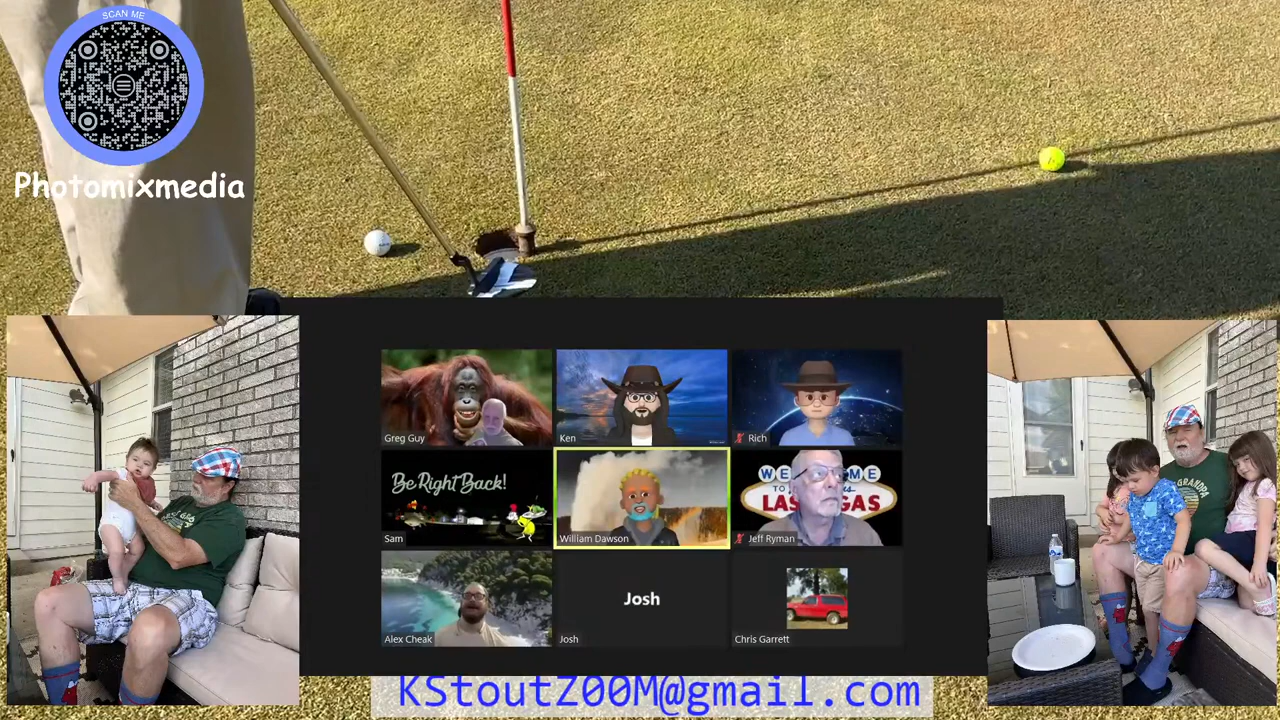 SCAN ME
Photomixmedia
Greg Guy
Ken
Rich
Be Right Back!
Sam
William Dawson
WELCOME
TO
LAS VEGAS
Jeff Ryman
Alex Cheak
Josh
Josh
Chris Garrett
GRANDPA
KStoutZ00M@gmail.com